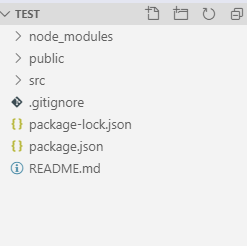 TEST
node_modules
public
src
.gitignore
package-lock.json
package.json
README.md